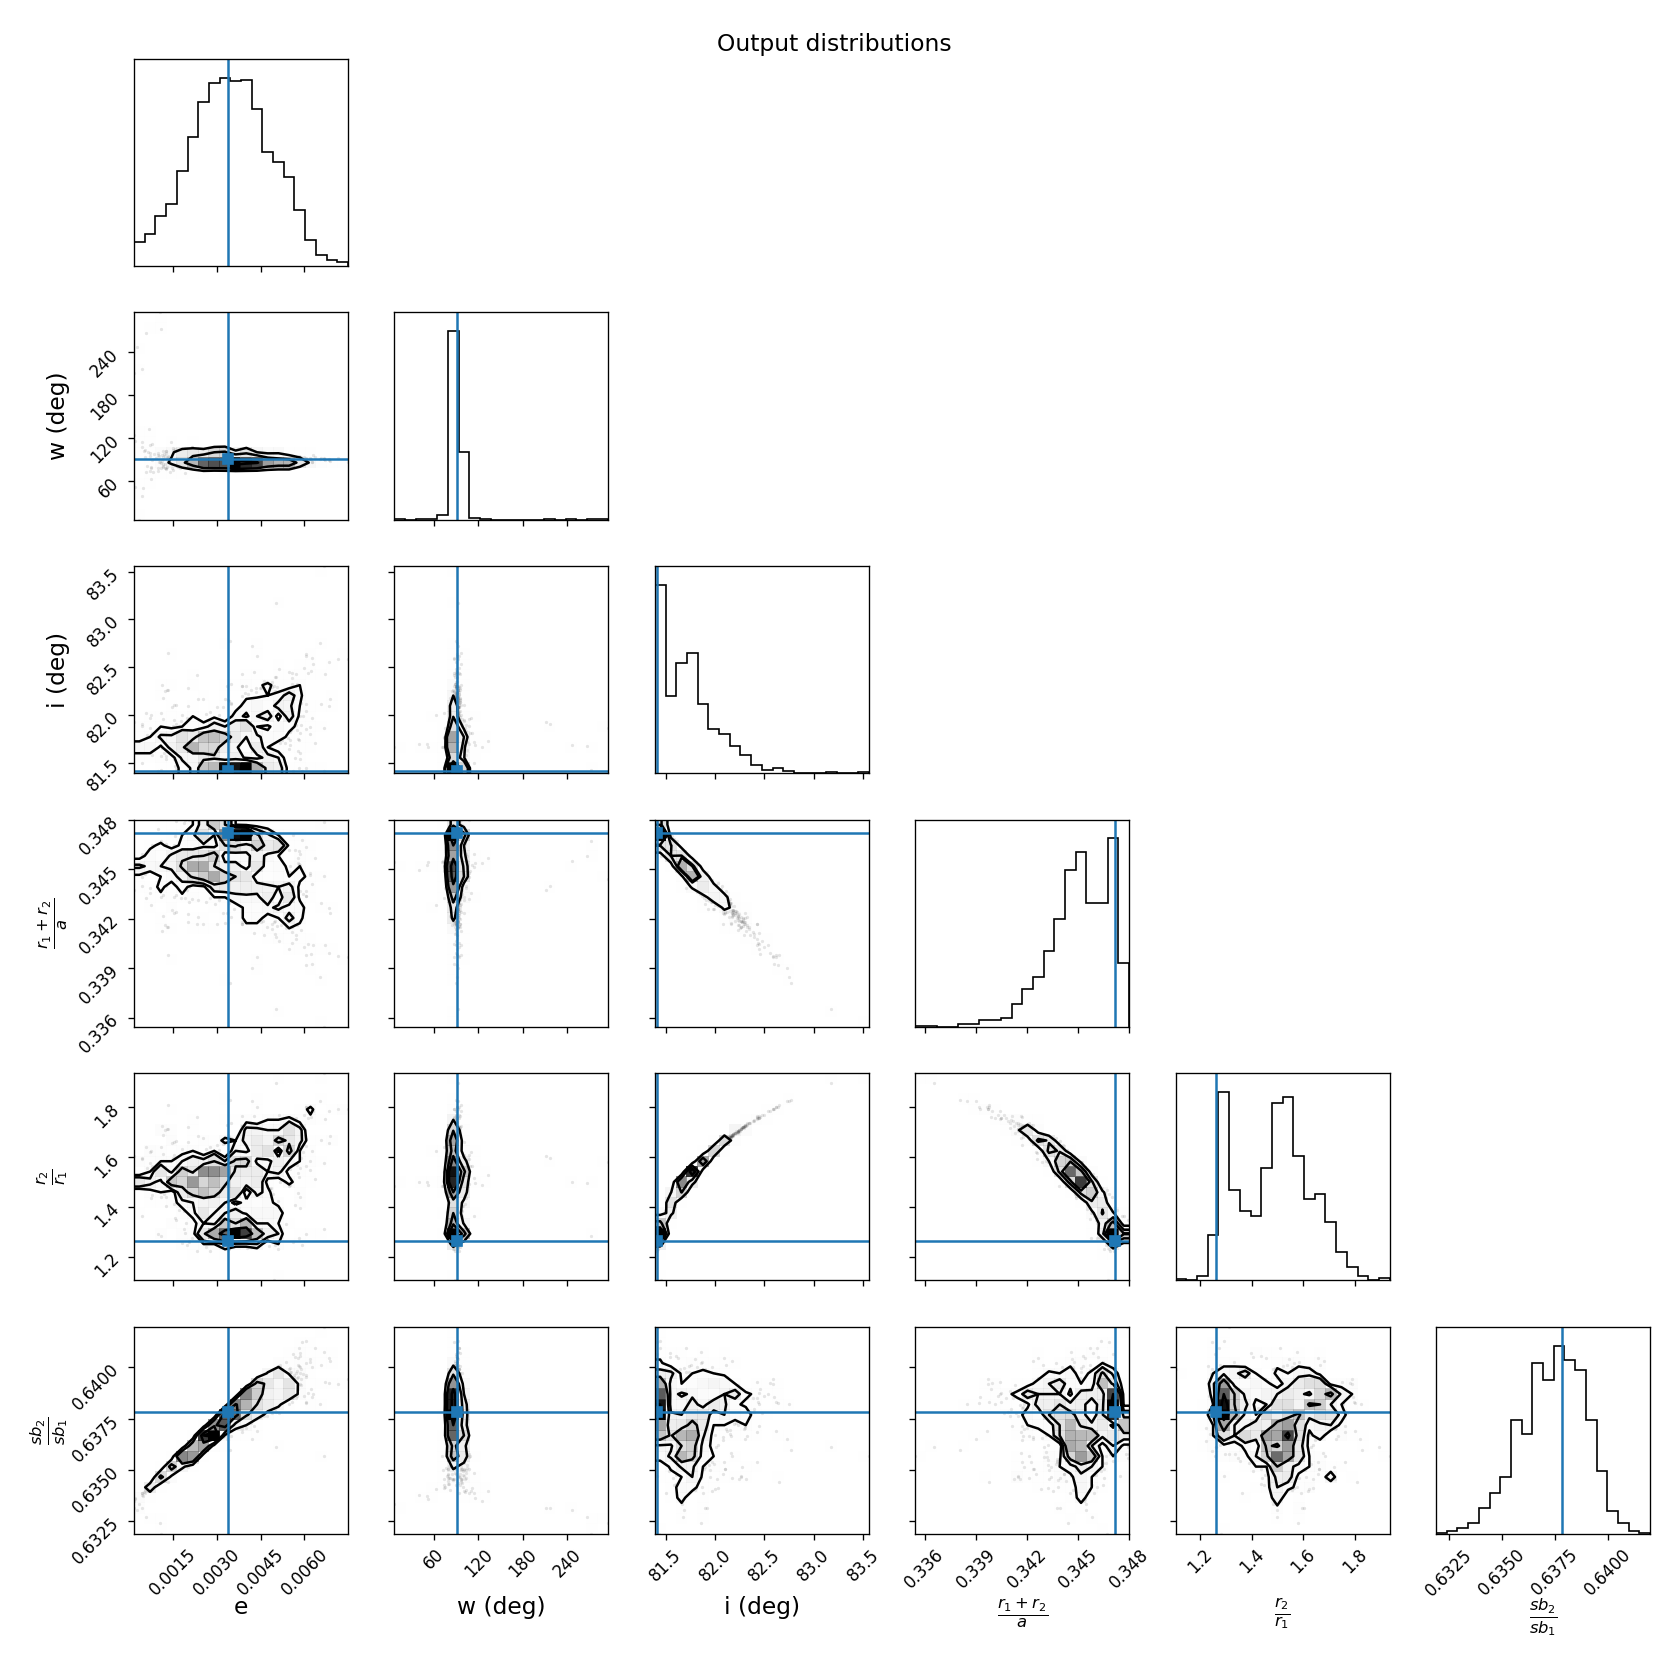 Output distributions
w (deg)
240
180
120
60
i (deg)
83.5
83.0
82.5
82.0
81.5
r₁ + r₂
a
0.348
0.345
0.342
0.339
0.336
r₂
r₁
1.8
1.6
1.4
1.2
sb₂
sb₁
0.6400
0.6375
0.6350
0.6325
0.0015 0.0030 0.0045 0.0060
60 120 180 240
81.5 82.0 82.5 83.0 83.5
0.336 0.339 0.342 0.345 0.348
1.2 1.4 1.6 1.8
0.6325 0.6350 0.6375 0.6400
e
w (deg)
i (deg)
r₁ + r₂
a
r₂
r₁
sb₂
sb₁